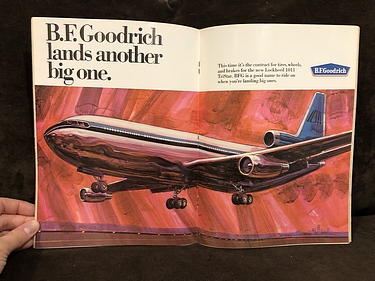 B.F. Goodrich
lands another
big one.
This time it's the contract for tires, wheels,
and brakes for the new Lockheed 1011
TriStar. BFG is a good name to ride on
when you're landing big ones.
B.F.Goodrich